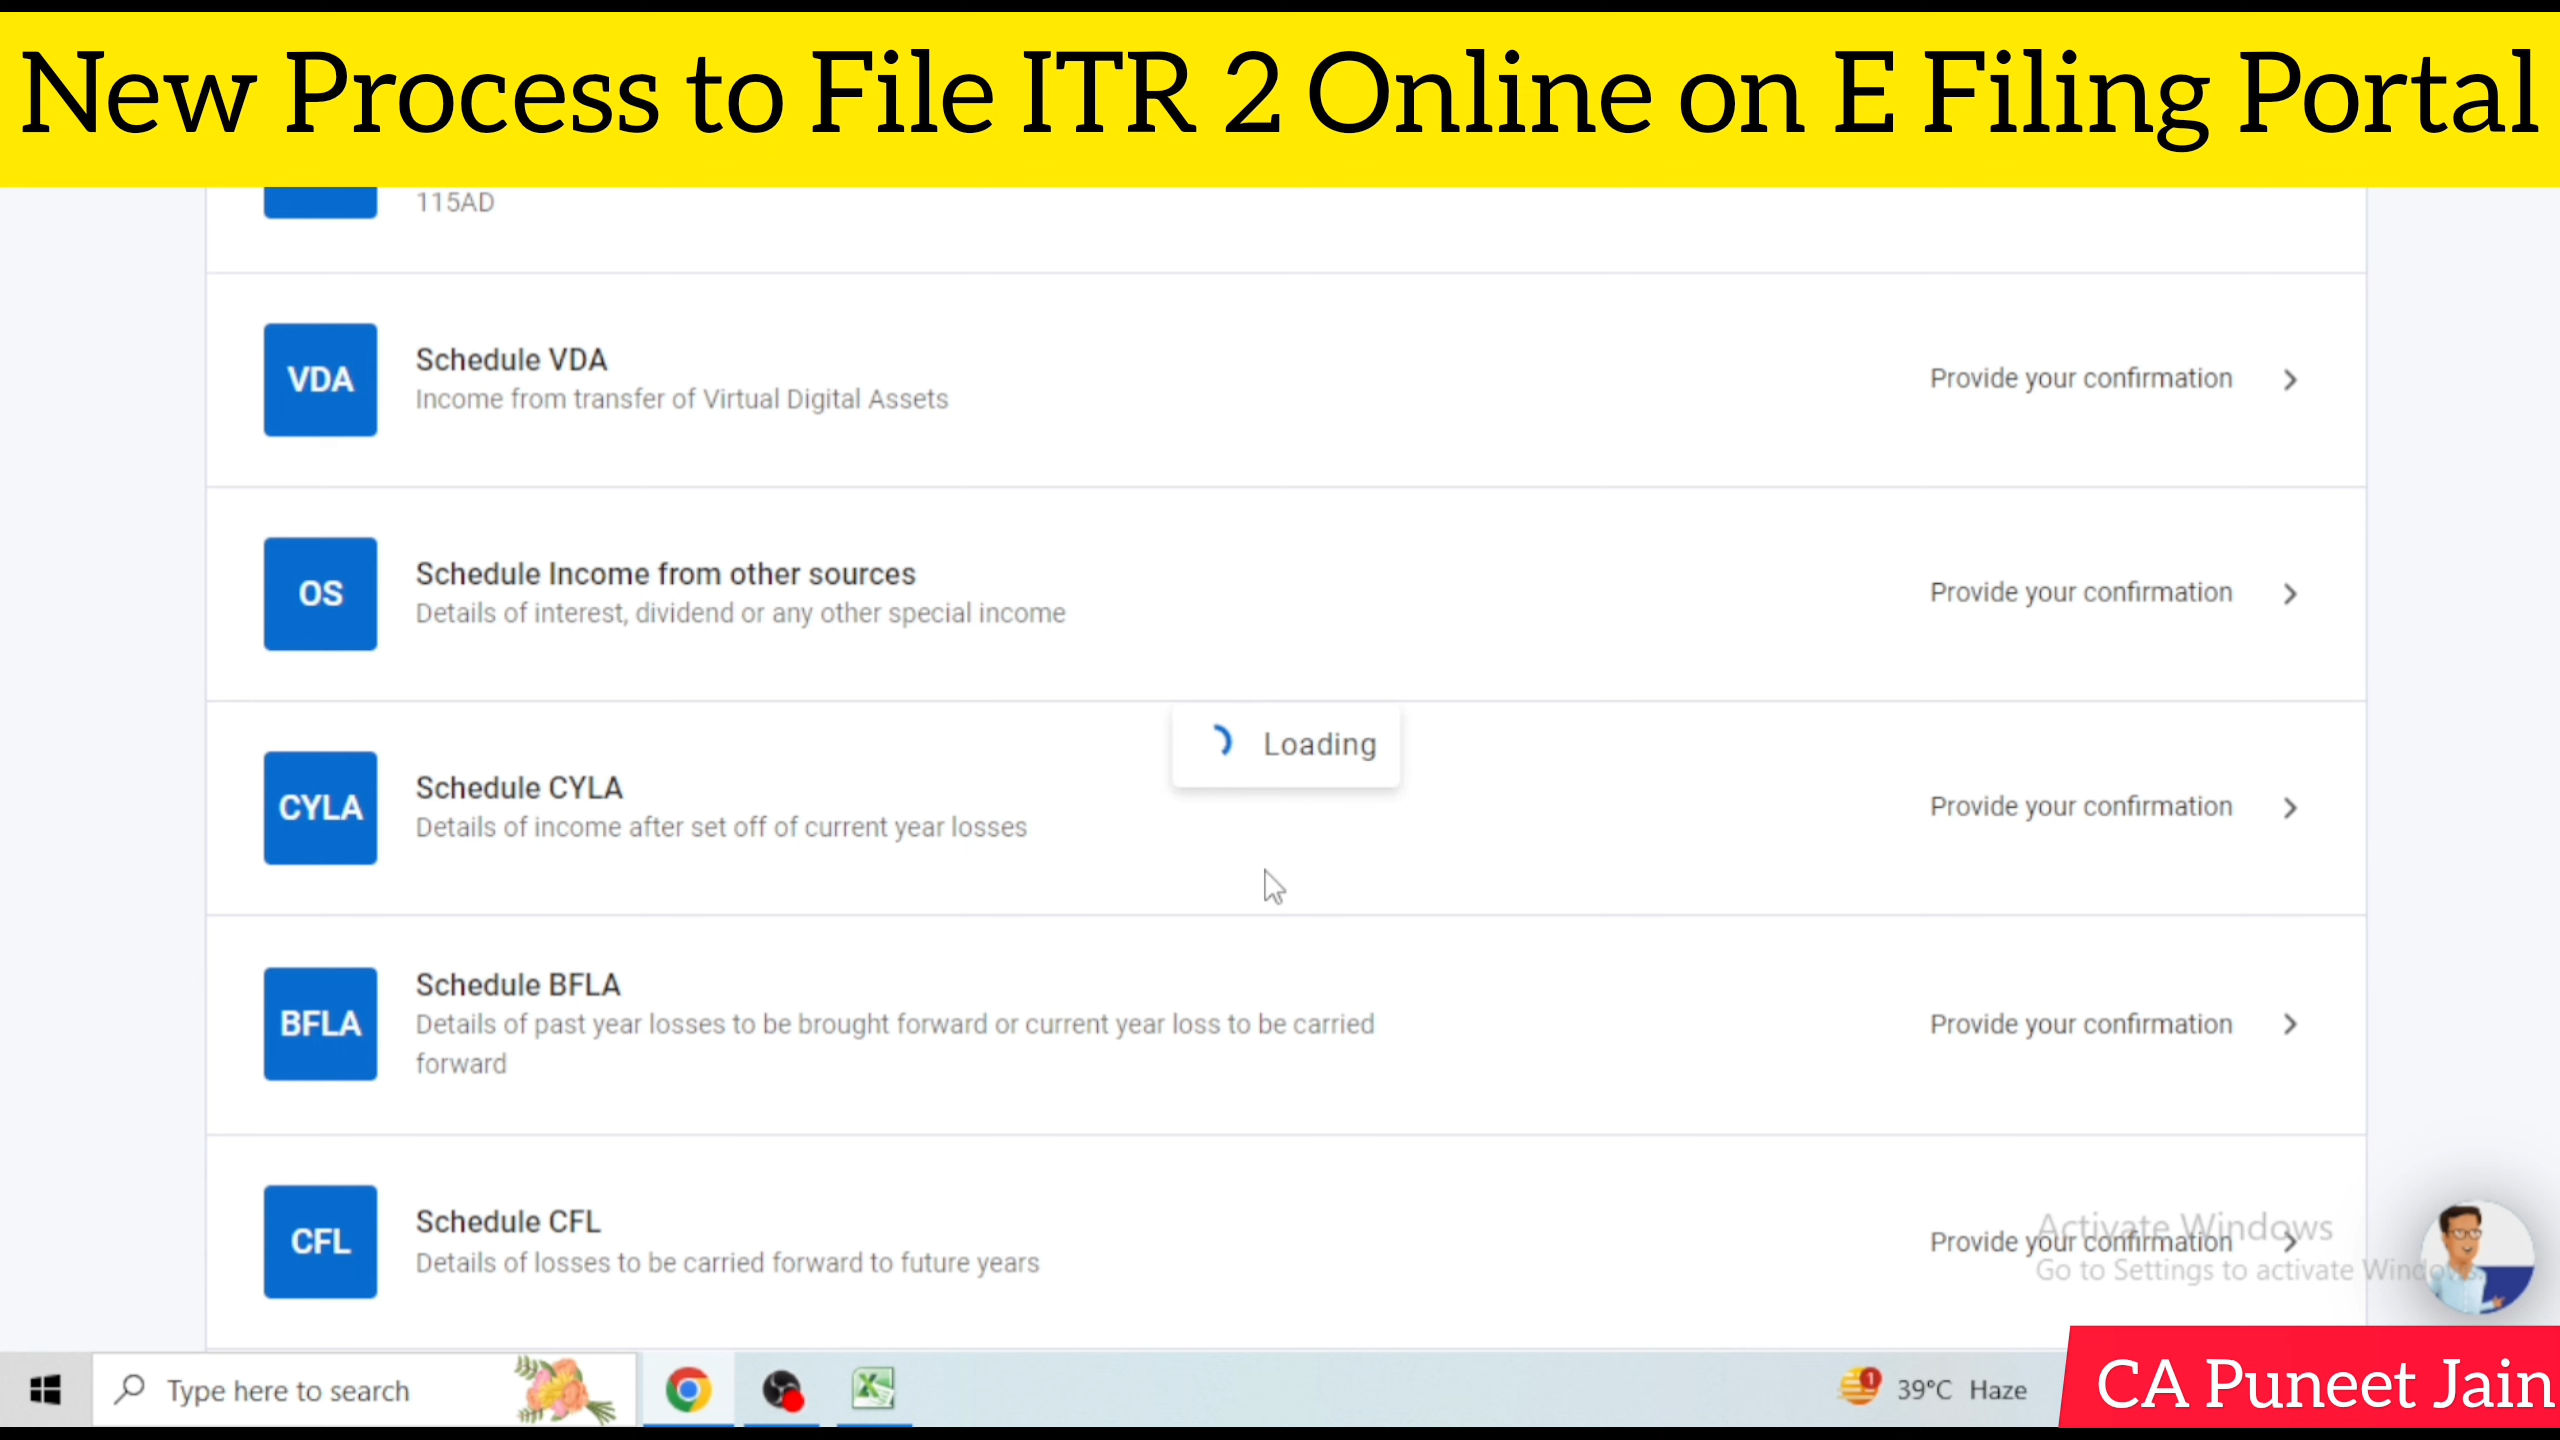 New Process to File ITR 2 Online on E Filing Portal
115AD
VDA
Schedule VDA
Income from transfer of Virtual Digital Assets
Provide your confirmation
OS
Schedule Income from other sources
Details of interest, dividend or any other special income
Provide your confirmation
Loading
CYLA
Schedule CYLA
Details of income after set off of current year losses
Provide your confirmation
BFLA
Schedule BFLA
Details of past year losses to be brought forward or current year loss to be carried
forward
Provide your confirmation
CFL
Schedule CFL
Details of losses to be carried forward to future years
Provide your confirmation
Activate Windows
Go to Settings to activate Windows.
Type here to search
1
39°C Haze
CA Puneet Jain